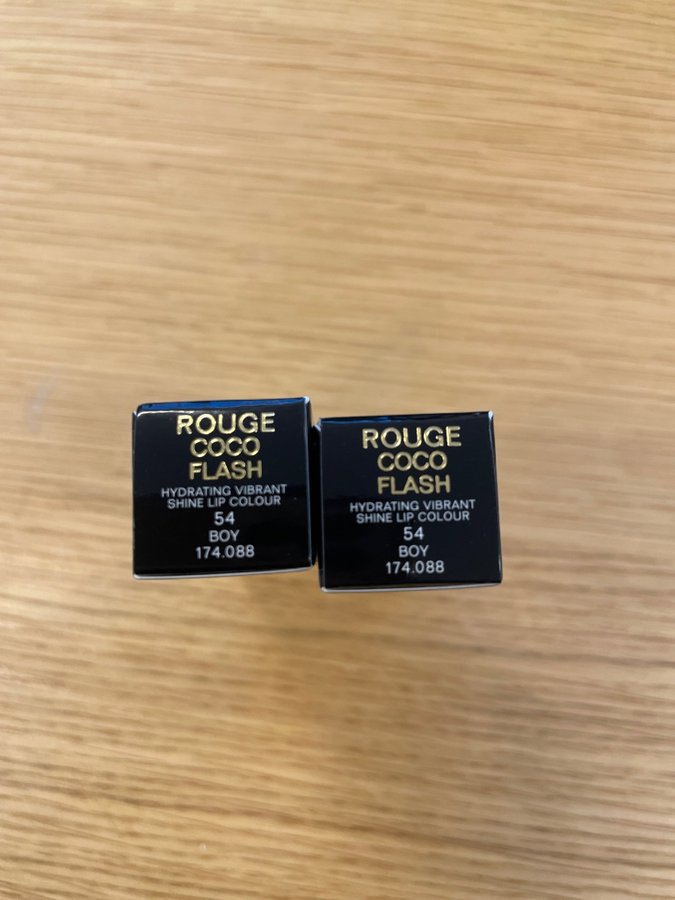 ROUGE
COCO
FLASH
HYDRATING VIBRANT
SHINE LIP COLOUR
54
BOY
174.088
ROUGE
COCO
FLASH
HYDRATING VIBRANT
SHINE LIP COLOUR
54
BOY
174.088